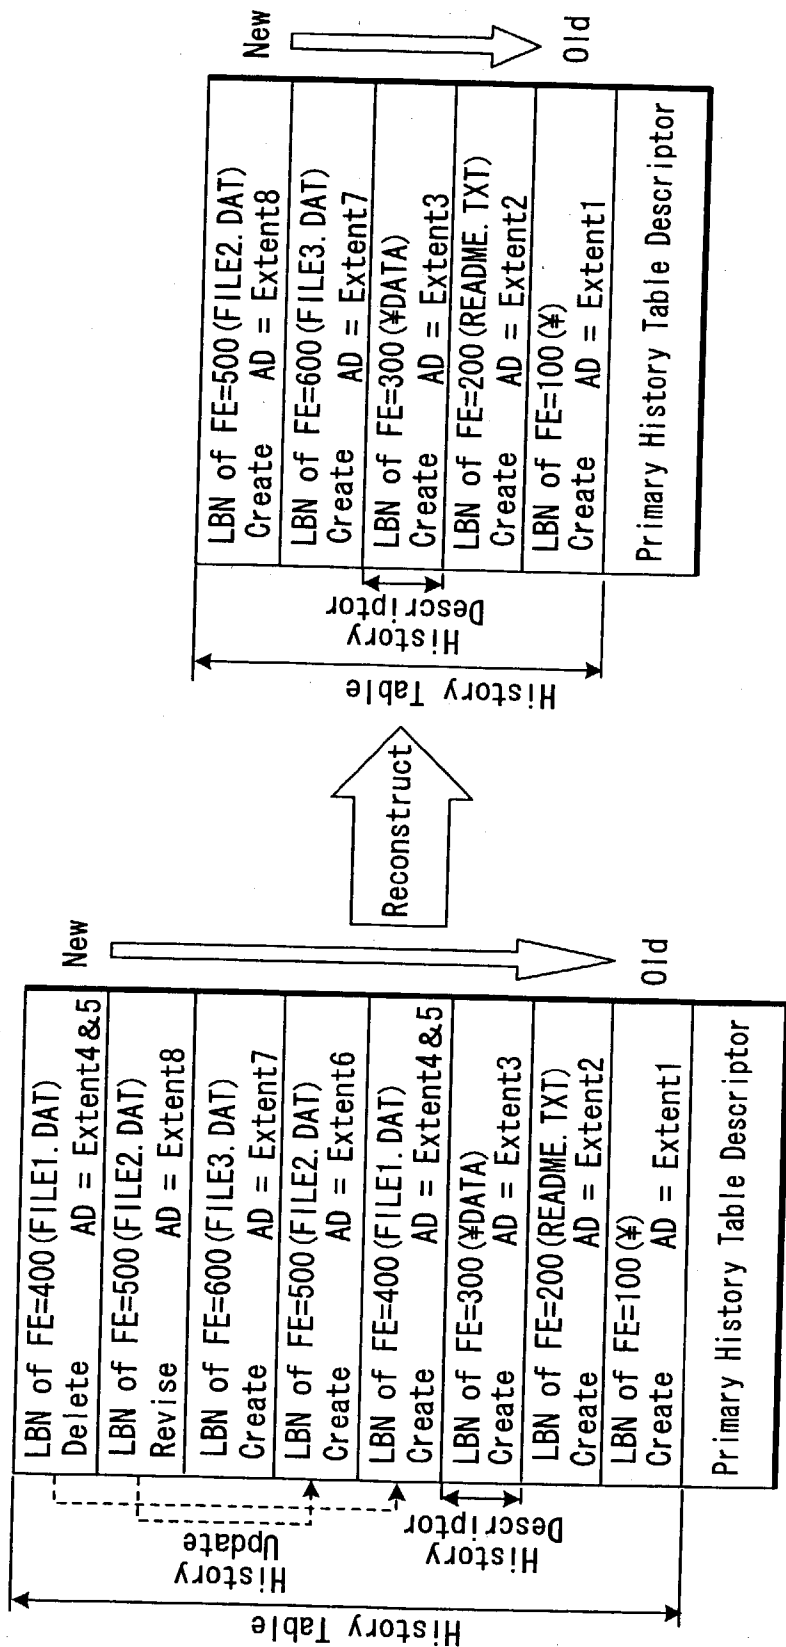 LBN of FE=400(FILE1.DAT)
Delete AD = Extent4&5
LBN of FE=500(FILE2.DAT)
Revise AD = Extent8
LBN of FE=600(FILE3.DAT)
Create AD = Extent7
LBN of FE=500(FILE2.DAT)
Create AD = Extent6
LBN of FE=400(FILE1.DAT)
Create AD = Extent4&5
LBN of FE=300(¥DATA)
Create AD = Extent3
LBN of FE=200(README.TXT)
Create AD = Extent2
LBN of FE=100(¥)
Create AD = Extent1
Primary History Table Descriptor
New
Old
History
Update
History
Descriptor
History Table
Reconstruct
LBN of FE=500(FILE2.DAT)
Create AD = Extent8
LBN of FE=600(FILE3.DAT)
Create AD = Extent7
LBN of FE=300(¥DATA)
Create AD = Extent3
LBN of FE=200(README.TXT)
Create AD = Extent2
LBN of FE=100(¥)
Create AD = Extent1
Primary History Table Descriptor
New
Old
History
Descriptor
History Table